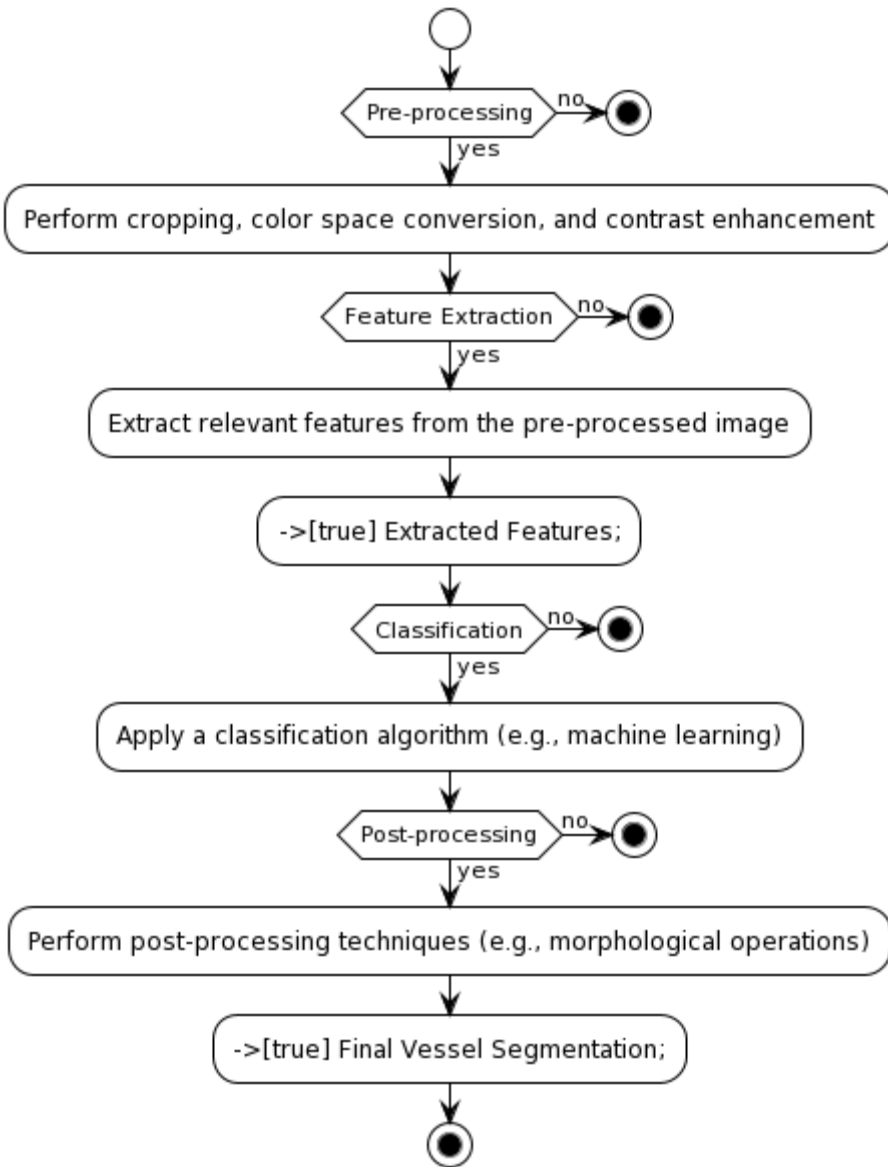 Pre-processing
no
yes
Perform cropping, color space conversion, and contrast enhancement
Feature Extraction
no
yes
Extract relevant features from the pre-processed image
->[true] Extracted Features;
Classification
no
yes
Apply a classification algorithm (e.g., machine learning)
Post-processing
no
yes
Perform post-processing techniques (e.g., morphological operations)
->[true] Final Vessel Segmentation;